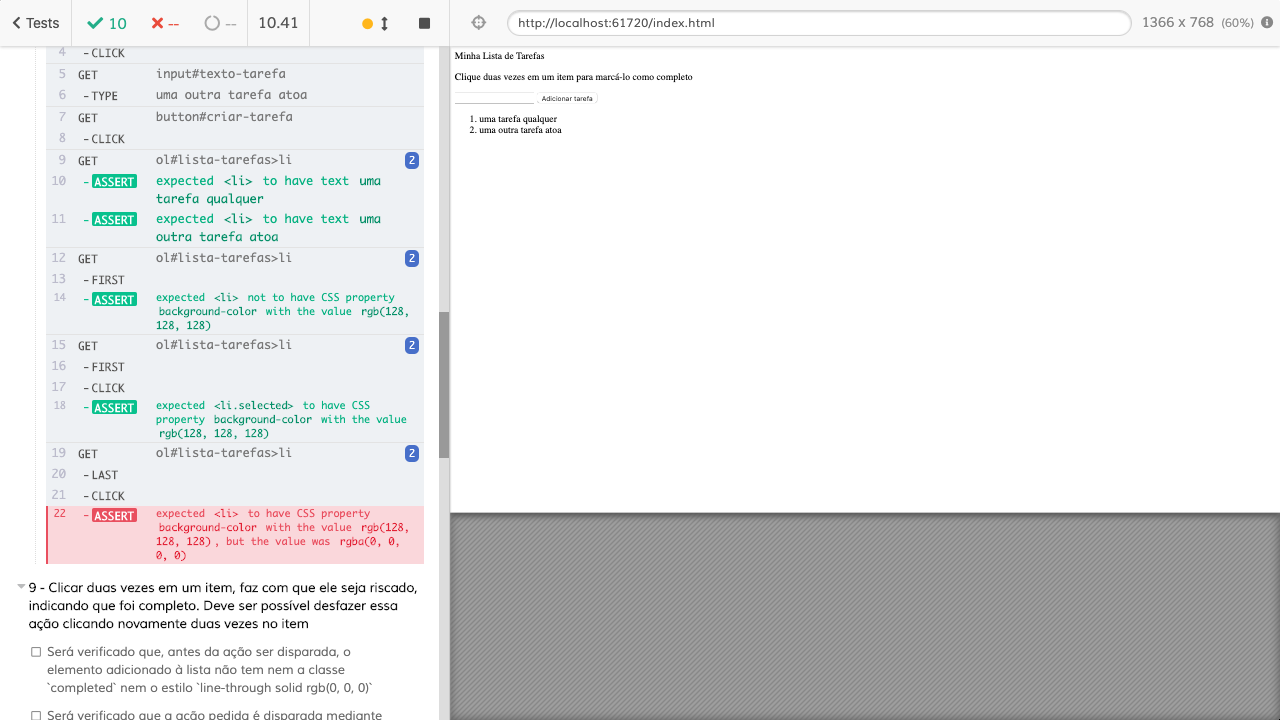 Tests
10
--
--
10.41
http://localhost:61720/index.html
1366 x 768 (60%)
4 -CLICK
5 GET input#texto-tarefa
6 -TYPE uma outra tarefa atoa
7 GET button#criar-tarefa
8 -CLICK
9 GET ol#lista-tarefas>li 2
10 -ASSERT expected <li> to have text uma
tarefa qualquer
11 -ASSERT expected <li> to have text uma
outra tarefa atoa
12 GET ol#lista-tarefas>li 2
13 -FIRST
14 -ASSERT expected <li> not to have CSS property
background-color with the value rgb(128,
128, 128)
15 GET ol#lista-tarefas>li 2
16 -FIRST
17 -CLICK
18 -ASSERT expected <li.selected> to have CSS
property background-color with the value
rgb(128, 128, 128)
19 GET ol#lista-tarefas>li 2
20 -LAST
21 -CLICK
22 -ASSERT expected <li> to have CSS property
background-color with the value rgb(128,
128, 128), but the value was rgba(0, 0,
0, 0)
9 - Clicar duas vezes em um item, faz com que ele seja riscado,
indicando que foi completo. Deve ser possível desfazer essa
ação clicando novamente duas vezes no item
Será verificado que, antes da ação ser disparada, o
elemento adicionado à lista não tem nem a classe
`completed` nem o estilo `line-through solid rgb(0, 0, 0)`
Será verificado que a ação pedida é disparada mediante
Minha Lista de Tarefas
Clique duas vezes em um item para marcá-lo como completo
Adicionar tarefa
1. uma tarefa qualquer
2. uma outra tarefa atoa